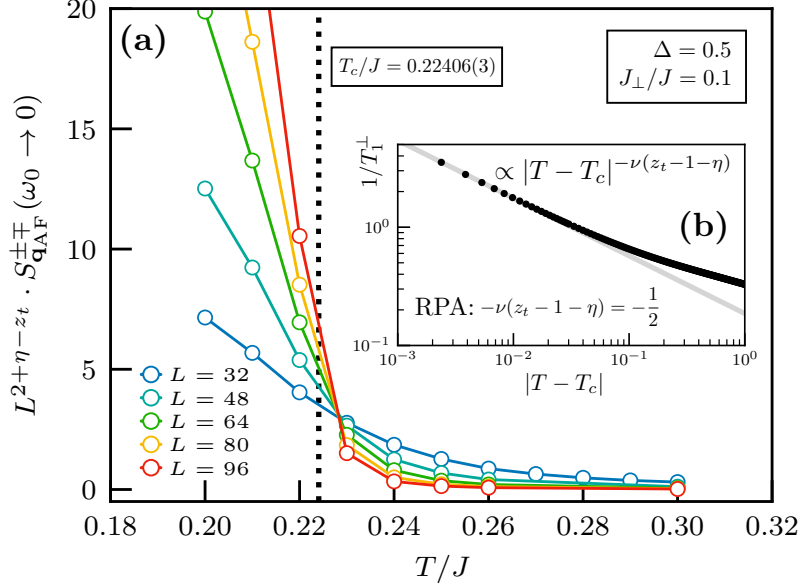 (a)
T_c/J = 0.22406(3)
Δ = 0.5
J_⊥/J = 0.1
L^{2+η−z_t} · S^{±∓}_{q_AF}(ω_0 → 0)
20
15
10
5
0
L = 32
L = 48
L = 64
L = 80
L = 96
0.18 0.20 0.22 0.24 0.26 0.28 0.30 0.32
T/J
1/T_1^⊥
10^0
10^{−1}
∝ |T − T_c|^{−ν(z_t−1−η)}
(b)
RPA: −ν(z_t − 1 − η) = −1/2
10^{−3} 10^{−2} 10^{−1} 10^0
|T − T_c|